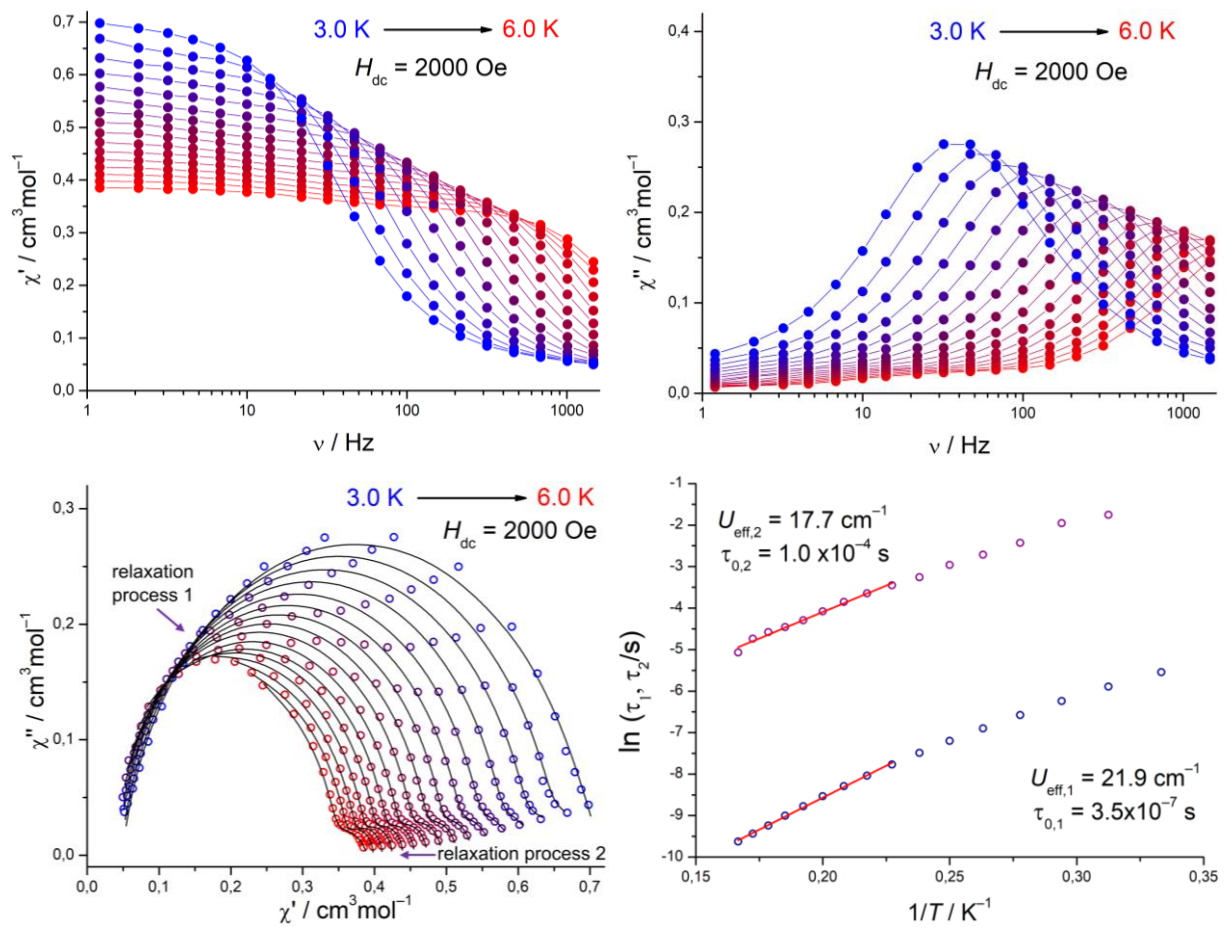 0,7
0,6
0,5
0,4
0,3
0,2
0,1
0,0
χ' / cm³mol⁻¹
3.0 K → 6.0 K
H_dc = 2000 Oe
1 10 100 1000
ν / Hz
0,4
0,3
0,2
0,1
0,0
χ'' / cm³mol⁻¹
3.0 K → 6.0 K
H_dc = 2000 Oe
1 10 100 1000
ν / Hz
0,3
0,2
0,1
0,0
χ'' / cm³mol⁻¹
3.0 K → 6.0 K
H_dc = 2000 Oe
relaxation
process 1
relaxation process 2
0.0 0,1 0,2 0,3 0,4 0,5 0,6 0,7
χ' / cm³mol⁻¹
-1
-2
-3
-4
-5
-6
-7
-8
-9
-10
ln (τ₁, τ₂/s)
U_eff,2 = 17.7 cm⁻¹
τ_0,2 = 1.0 x10⁻⁴ s
U_eff,1 = 21.9 cm⁻¹
τ_0,1 = 3.5x10⁻⁷ s
0,15 0,20 0,25 0,30 0,35
1/T / K⁻¹